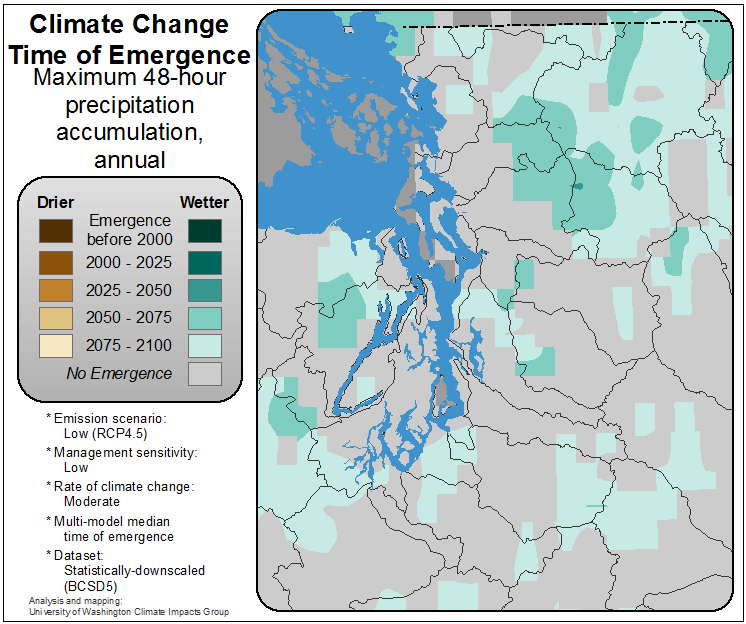 Climate Change
Time of Emergence
Maximum 48-hour
precipitation
accumulation,
annual
Drier Wetter
Emergence
before 2000
2000 - 2025
2025 - 2050
2050 - 2075
2075 - 2100
No Emergence
* Emission scenario:
Low (RCP4.5)
* Management sensitivity:
Low
* Rate of climate change:
Moderate
* Multi-model median
time of emergence
* Dataset:
Statistically-downscaled
(BCSD5)
Analysis and mapping:
University of Washington Climate Impacts Group